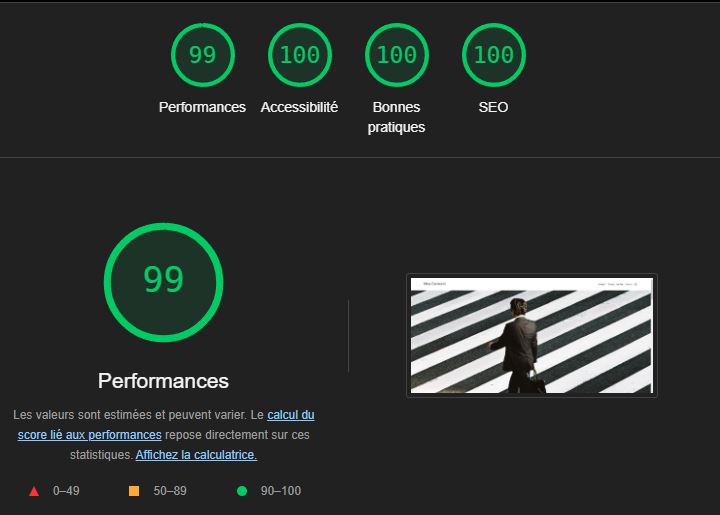 99
100
100
100
Performances
Accessibilité
Bonnes
pratiques
SEO
99
Performances
Les valeurs sont estimées et peuvent varier. Le calcul du
score lié aux performances repose directement sur ces
statistiques. Affichez la calculatrice.
0–49
50–89
90–100